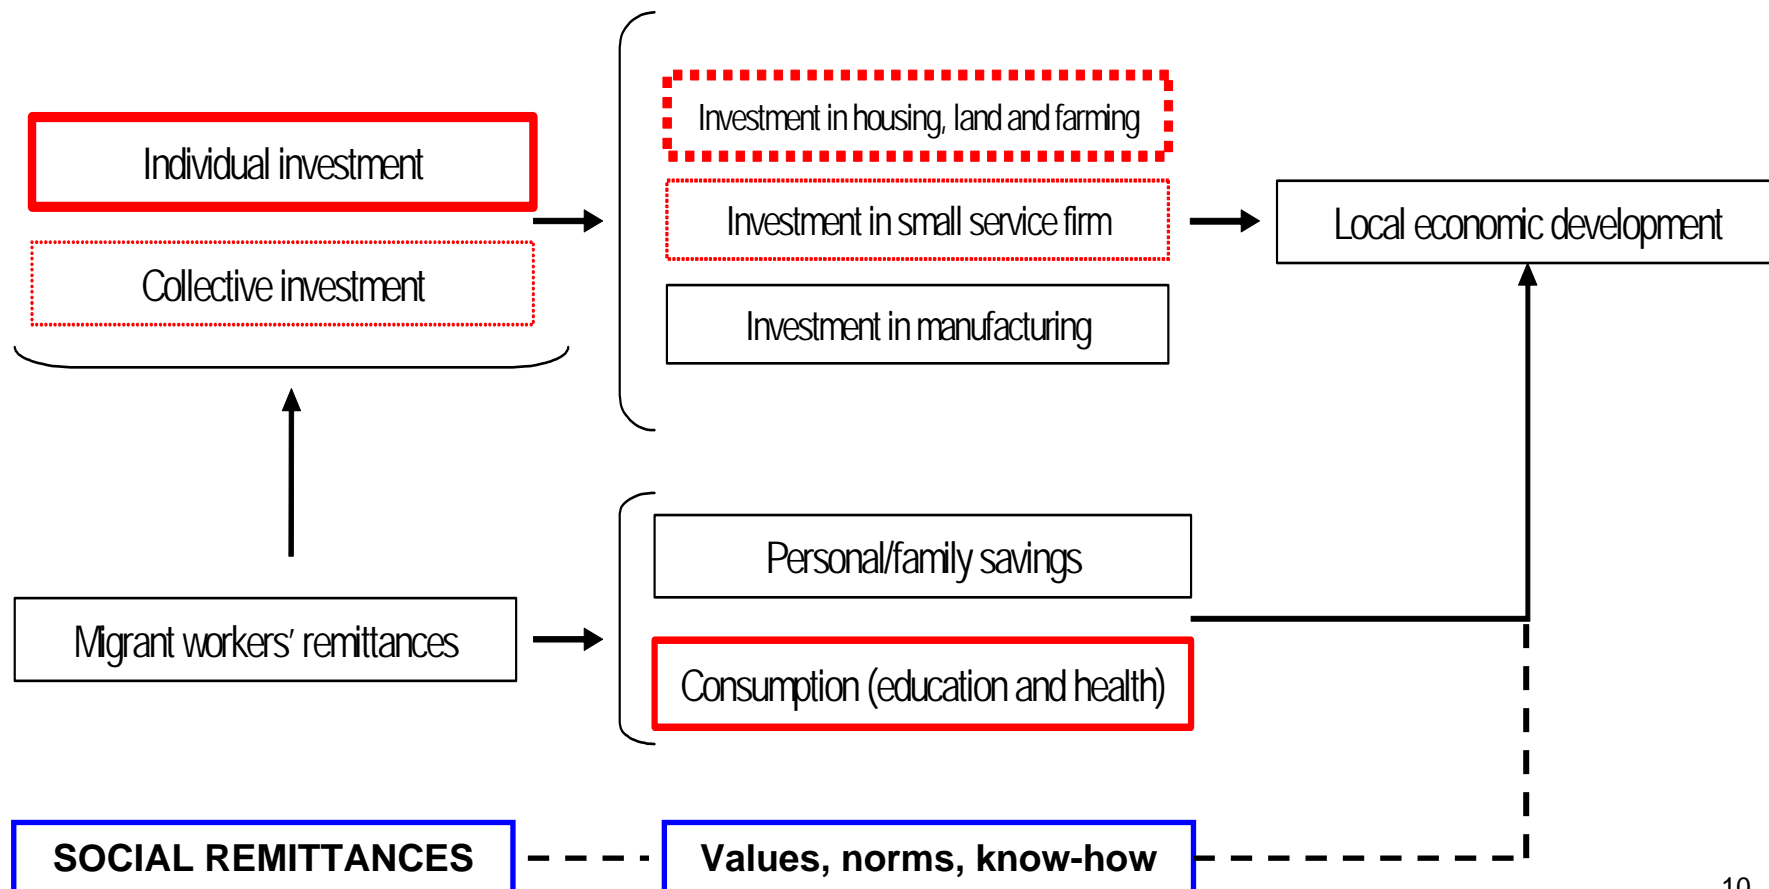 Individual investment
Collective investment
Investment in housing, land and farming
Investment in small service firm
Investment in manufacturing
Local economic development
Migrant workers’ remittances
Personal/family savings
Consumption (education and health)
SOCIAL REMITTANCES
Values, norms, know-how
10